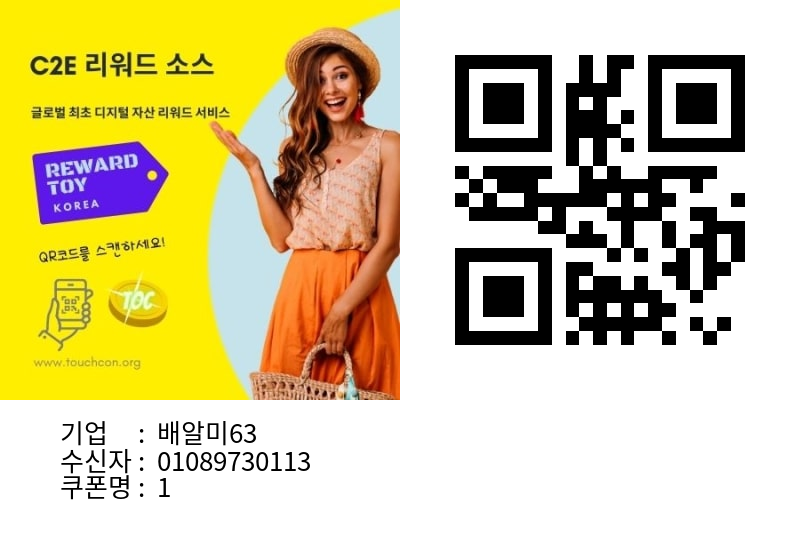 C2E 리워드 소스
글로벌 최초 디지털 자산 리워드 서비스
REWARD
TOY
KOREA
QR코드를 스캔하세요!
TOC
www.touchcon.org
기업 : 배알미63
수신자 : 01089730113
쿠폰명 : 1